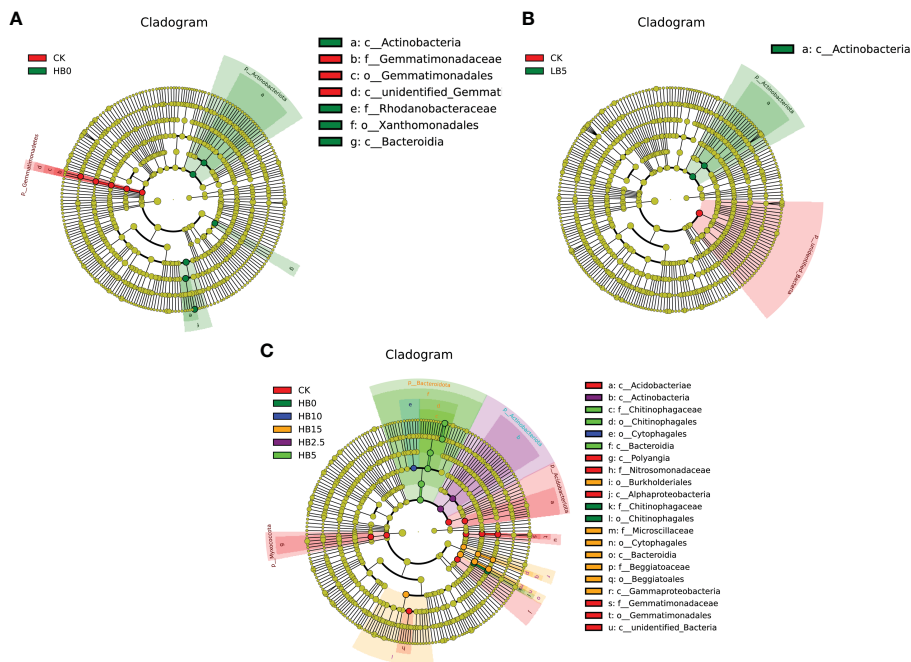 A
Cladogram
CK
HB0
a: c__Actinobacteria
b: f__Gemmatimonadaceae
c: o__Gemmatimonadales
d: c__unidentified_Gemmat
e: f__Rhodanobacteraceae
f: o__Xanthomonadales
g: c__Bacteroidia
p__Actinobacteriota
a
p__Gemmatimonadetes
g
e
f
B
Cladogram
CK
LB5
a: c__Actinobacteria
p__Actinobacteriota
a
p__unidentified_Bacteria
C
Cladogram
CK
HB0
HB10
HB15
HB2.5
HB5
a: c__Acidobacteriae
b: c__Actinobacteria
c: f__Chitinophagaceae
d: o__Chitinophagales
e: o__Cytophagales
f: c__Bacteroidia
g: c__Polyangia
h: f__Nitrosomonadaceae
i: o__Burkholderiales
j: c__Alphaproteobacteria
k: f__Chitinophagaceae
l: o__Chitinophagales
m: f__Microscillaceae
n: o__Cytophagales
o: c__Bacteroidia
p: f__Beggiatoaceae
q: o__Beggiatoales
r: c__Gammaproteobacteria
s: f__Gemmatimonadaceae
t: o__Gemmatimonadales
u: c__unidentified_Bacteria
p__Bacteroidota
f
e
p__Actinobacteriota
b
p__Acidobacteriota
a
p__Myxococcota
g
h
i
j